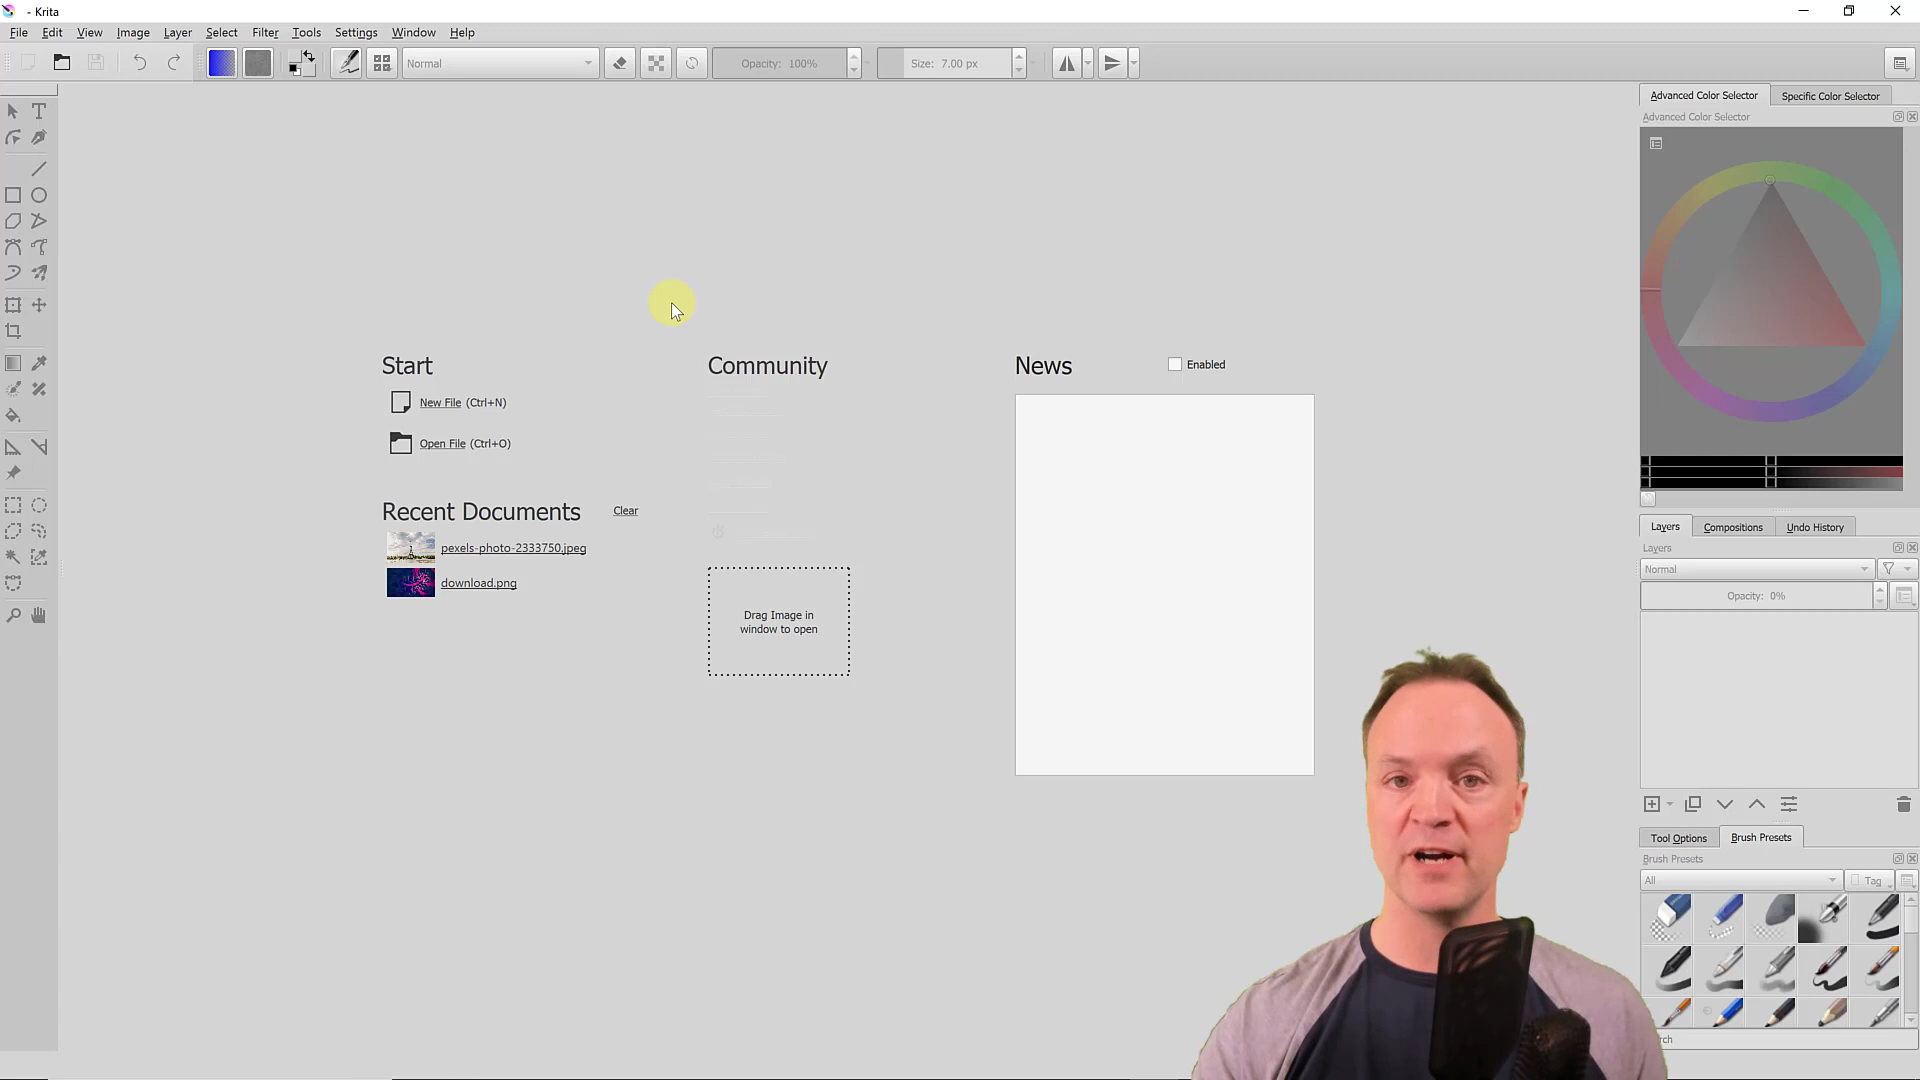 - Krita
File Edit View Image Layer Select Filter Tools Settings Window Help
Normal
Opacity: 100%
Size: 7.00 px
Advanced Color Selector
Specific Color Selector
Advanced Color Selector
Start
New File (Ctrl+N)
Open File (Ctrl+O)
Recent Documents
Clear
pexels-photo-2333750.jpeg
download.png
Community
Drag Image in
window to open
News
Enabled
Layers
Compositions
Undo History
Layers
Normal
Opacity: 0%
Tool Options
Brush Presets
Brush Presets
All
Tag